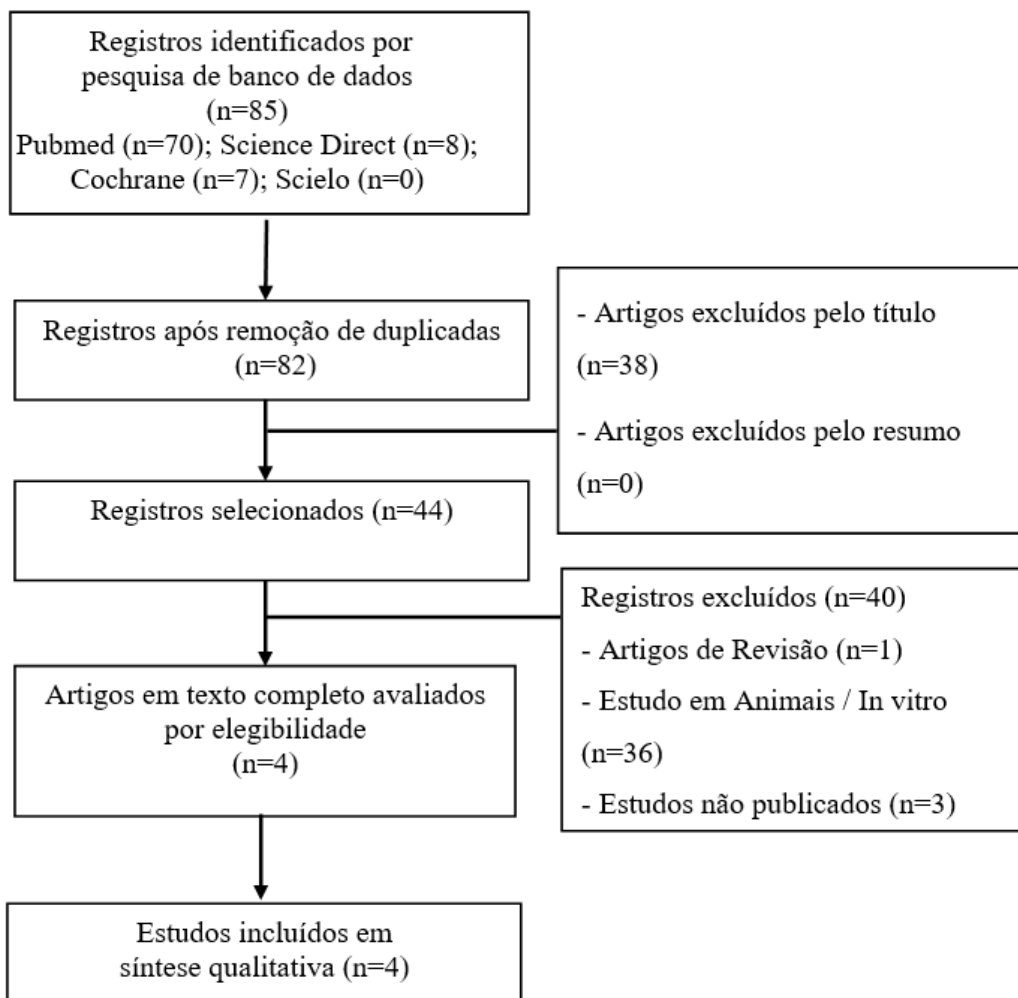 Registros identificados por
pesquisa de banco de dados
(n=85)
Pubmed (n=70); Science Direct (n=8);
Cochrane (n=7); Scielo (n=0)
Registros após remoção de duplicadas
(n=82)
- Artigos excluídos pelo título
(n=38)
- Artigos excluídos pelo resumo
(n=0)
Registros selecionados (n=44)
Registros excluídos (n=40)
- Artigos de Revisão (n=1)
- Estudo em Animais / In vitro
(n=36)
- Estudos não publicados (n=3)
Artigos em texto completo avaliados
por elegibilidade
(n=4)
Estudos incluídos em
síntese qualitativa (n=4)